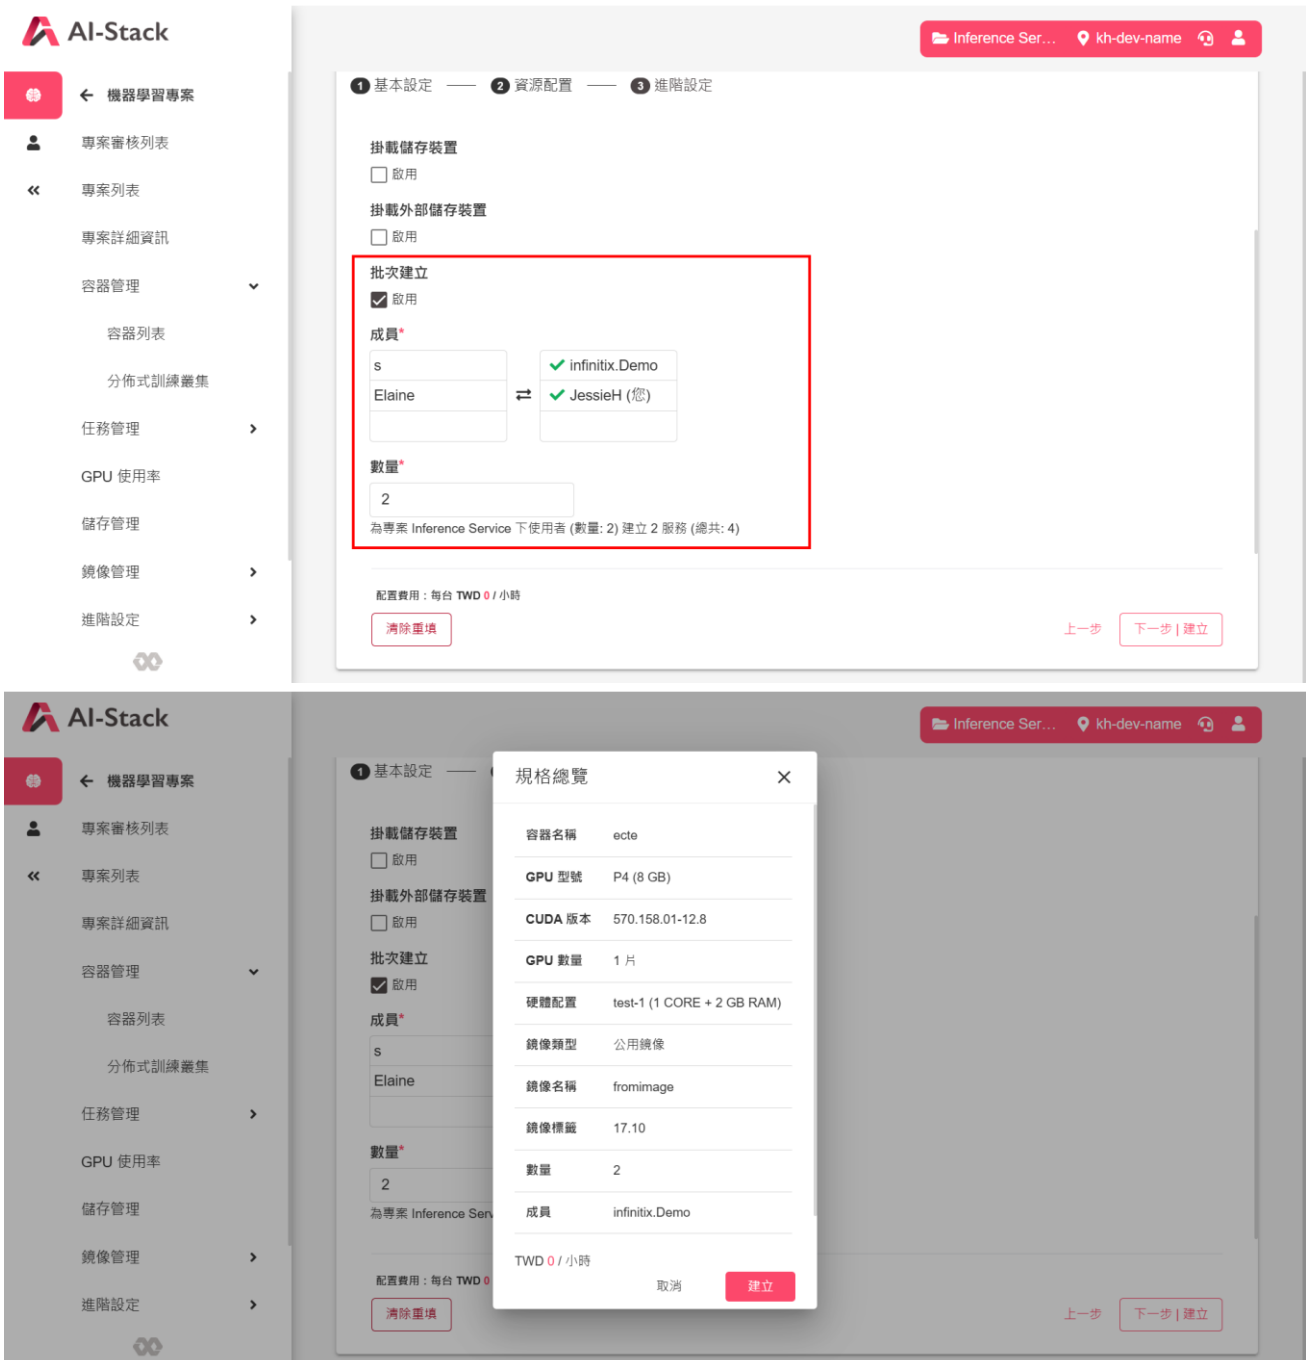 AI-Stack
Inference Ser... kh-dev-name
機器學習專案
專案審核列表
專案列表
專案詳細資訊
容器管理
容器列表
分佈式訓練叢集
任務管理
GPU 使用率
儲存管理
鏡像管理
進階設定
1 基本設定 2 資源配置 3 進階設定
掛載儲存裝置
啟用
掛載外部儲存裝置
啟用
批次建立
啟用
成員*
s
Elaine
infinitix.Demo
JessieH (您)
數量*
2
為專案 Inference Service 下使用者 (數量: 2) 建立 2 服務 (總共: 4)
配置費用：每台 TWD 0 / 小時
清除重填
上一步
下一步 | 建立
AI-Stack
Inference Ser... kh-dev-name
機器學習專案
專案審核列表
專案列表
專案詳細資訊
容器管理
容器列表
分佈式訓練叢集
任務管理
GPU 使用率
儲存管理
鏡像管理
進階設定
1 基本設定
掛載儲存裝置
啟用
掛載外部儲存裝置
啟用
批次建立
啟用
成員*
s
Elaine
數量*
2
為專案 Inference Serv
配置費用：每台 TWD 0
清除重填
上一步
下一步 | 建立
規格總覽
容器名稱 ecte
GPU 型號 P4 (8 GB)
CUDA 版本 570.158.01-12.8
GPU 數量 1 片
硬體配置 test-1 (1 CORE + 2 GB RAM)
鏡像類型 公用鏡像
鏡像名稱 fromimage
鏡像標籤 17.10
數量 2
成員 infinitix.Demo
TWD 0 / 小時
取消
建立